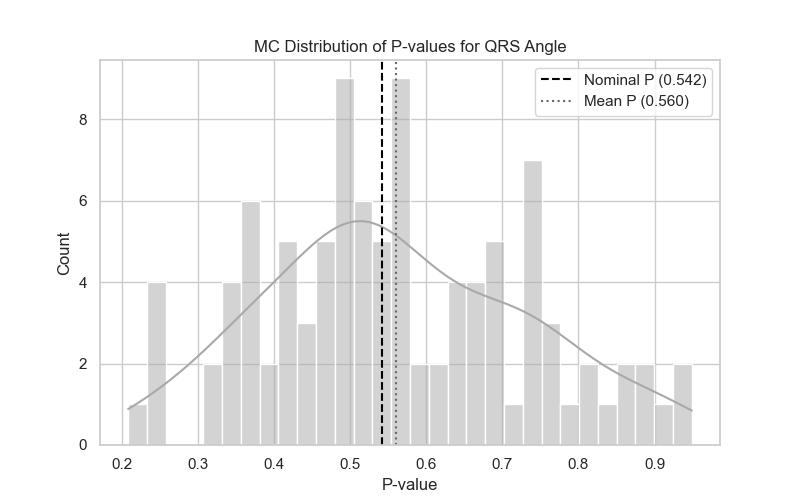 MC Distribution of P-values for QRS Angle
Nominal P (0.542)
Mean P (0.560)
Count
8
6
4
2
0
0.2 0.3 0.4 0.5 0.6 0.7 0.8 0.9
P-value